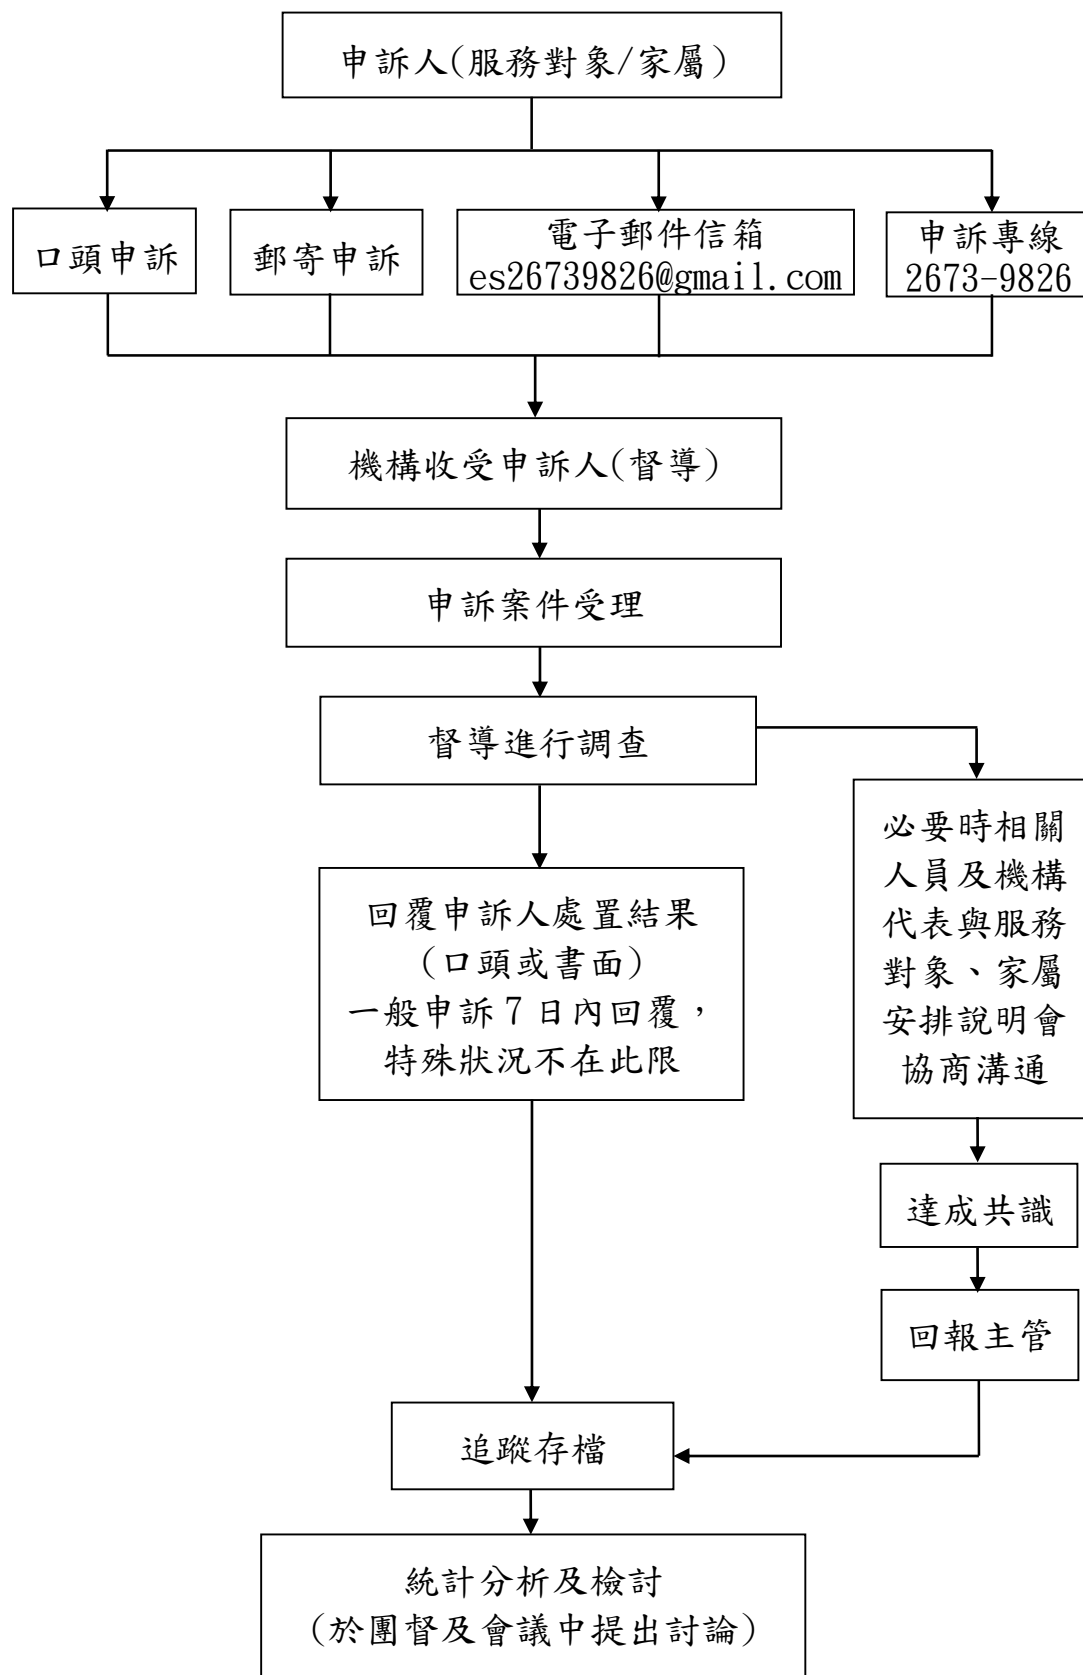 申訴人(服務對象/家屬)
口頭申訴
郵寄申訴
電子郵件信箱
es26739826@gmail.com
申訴專線
2673-9826
機構收受申訴人(督導)
申訴案件受理
督導進行調查
必要時相關
人員及機構
代表與服務
對象、家屬
安排說明會
協商溝通
回覆申訴人處置結果
(口頭或書面)
一般申訴7日內回覆，
特殊狀況不在此限
達成共識
回報主管
追蹤存檔
統計分析及檢討
(於團督及會議中提出討論)